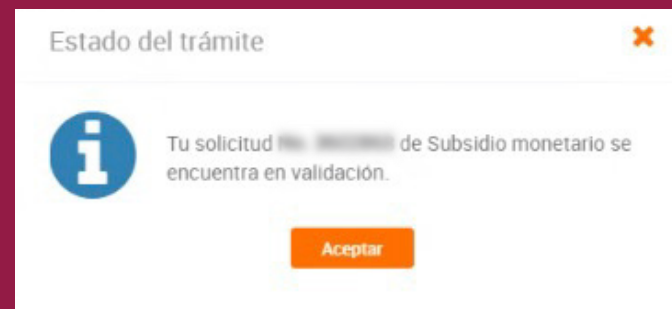 Estado del trámite
Tu solicitud de Subsidio monetario se
encuentra en validación.
Aceptar